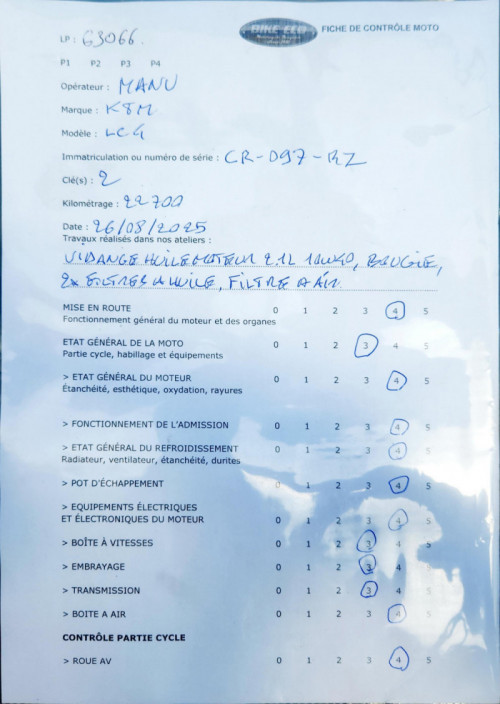 BIKE-ECO
FICHE DE CONTRÔLE MOTO
LP : 63066.
P1 P2 P3 P4
Opérateur : MANU
Marque : KTM
Modèle : LC4
Immatriculation ou numéro de série : CR-097-RZ
Clé(s) : 2
Kilométrage : 22700
Date : 26/08/2025
Travaux réalisés dans nos ateliers :
VIDANGE HUILE MOTEUR 2.1L 10W40, BOUGIE,
2x FILTRES A HUILE, FILTRE A AIR.
MISE EN ROUTE 0 1 2 3 4 5
Fonctionnement général du moteur et des organes
ETAT GÉNÉRAL DE LA MOTO 0 1 2 3 4 5
Partie cycle, habillage et équipements
> ETAT GÉNÉRAL DU MOTEUR 0 1 2 3 4 5
Étanchéité, esthétique, oxydation, rayures
> FONCTIONNEMENT DE L'ADMISSION 0 1 2 3 4 5
> ETAT GÉNÉRAL DU REFROIDISSEMENT 0 1 2 3 4 5
Radiateur, ventilateur, étanchéité, durites
> POT D'ÉCHAPPEMENT 0 1 2 3 4 5
> EQUIPEMENTS ÉLECTRIQUES
ET ÉLECTRONIQUES DU MOTEUR 0 1 2 3 4 5
> BOÎTE À VITESSES 0 1 2 3 4 5
> EMBRAYAGE 0 1 2 3 4 5
> TRANSMISSION 0 1 2 3 4 5
> BOITE A AIR 0 1 2 3 4 5
CONTRÔLE PARTIE CYCLE
> ROUE AV 0 1 2 3 4 5